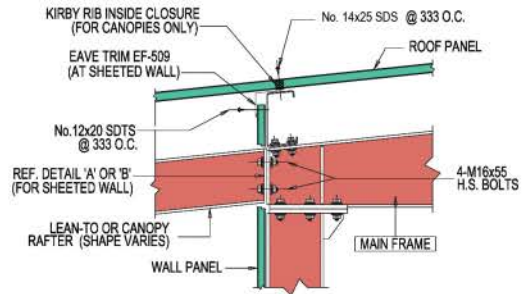 KIRBY RIB INSIDE CLOSURE
(FOR CANOPIES ONLY)
No. 14x25 SDS @ 333 O.C.
EAVE TRIM EF-509
(AT SHEETED WALL)
ROOF PANEL
No.12x20 SDTS
@ 333 O.C.
REF. DETAIL 'A' OR 'B'
(FOR SHEETED WALL)
4-M16x55
H.S. BOLTS
LEAN-TO OR CANOPY
RAFTER (SHAPE VARIES)
MAIN FRAME
WALL PANEL